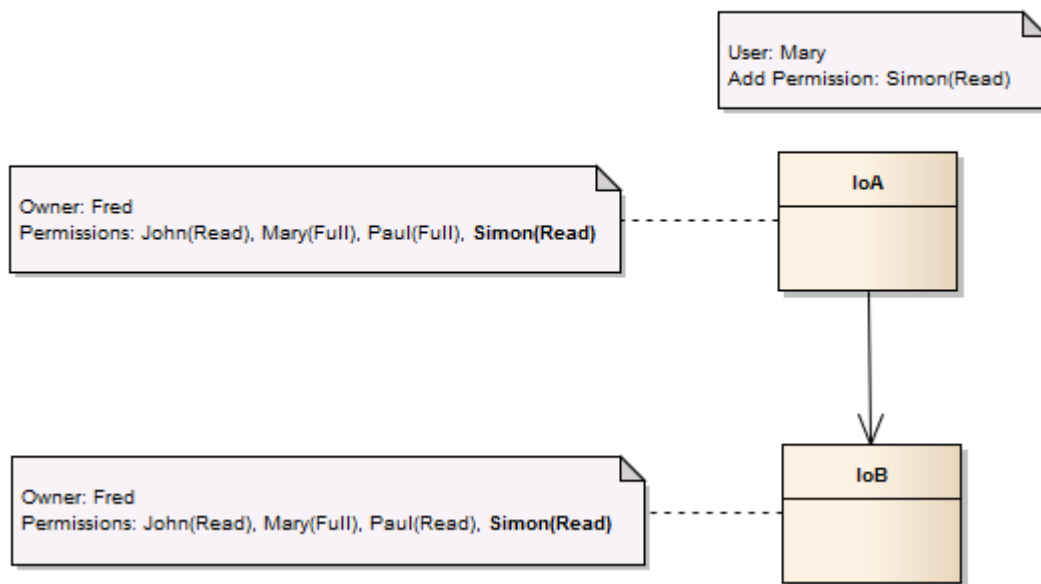 User: Mary
Add Permission: Simon(Read)
IoA
Owner: Fred
Permissions: John(Read), Mary(Full), Paul(Full), Simon(Read)
IoB
Owner: Fred
Permissions: John(Read), Mary(Full), Paul(Read), Simon(Read)